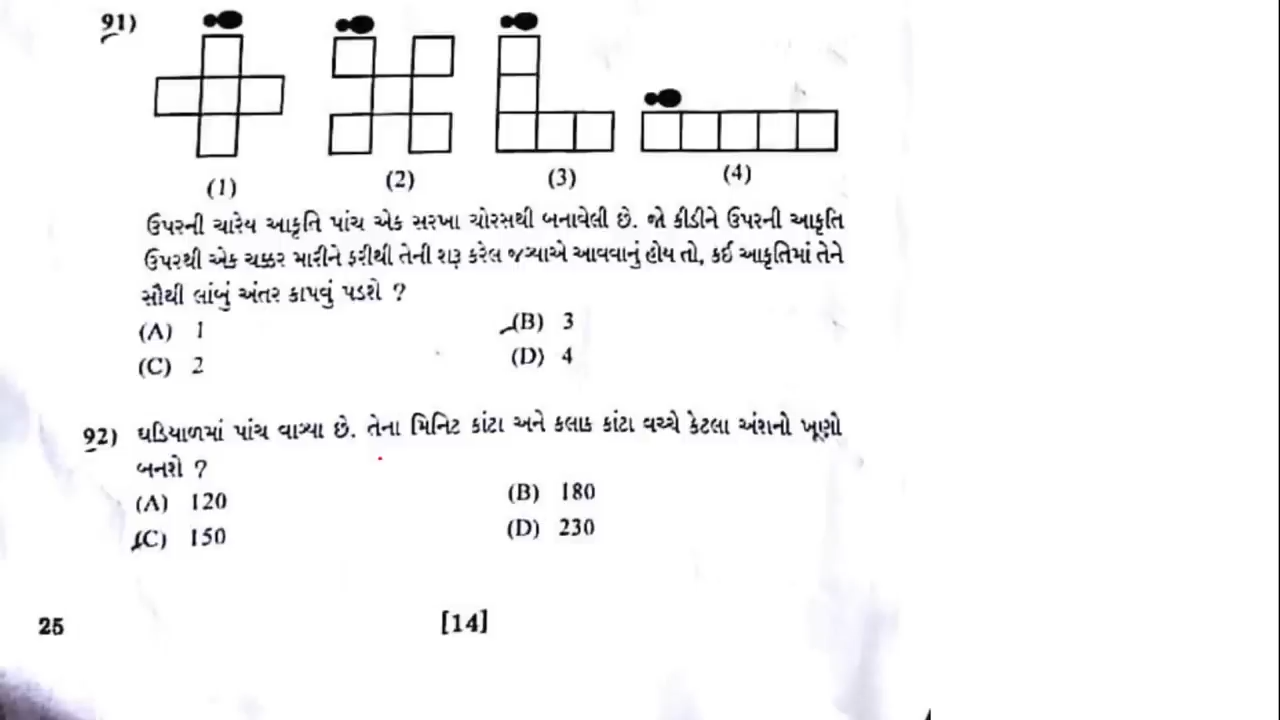 91)
(1) (2) (3) (4)
ઉપરની ચારેય આકૃતિ પાંચ એક સરખા ચોરસથી બનાવેલી છે. જો કીડીને ઉપરની આકૃતિ
ઉપરથી એક ચક્કર મારીને ફરીથી તેની શરૂ કરેલ જગ્યાએ આવવાનું હોય તો, કઈ આકૃતિમાં તેને
સૌથી લાંબું અંતર કાપવું પડશે ?
(A) 1 (B) 3
(C) 2 (D) 4
92) ઘડિયાળમાં પાંચ વાગ્યા છે. તેના મિનિટ કાંટા અને કલાક કાંટા વચ્ચે કેટલા અંશનો ખૂણો
બનશે ?
(A) 120 (B) 180
(C) 150 (D) 230
25 [14]